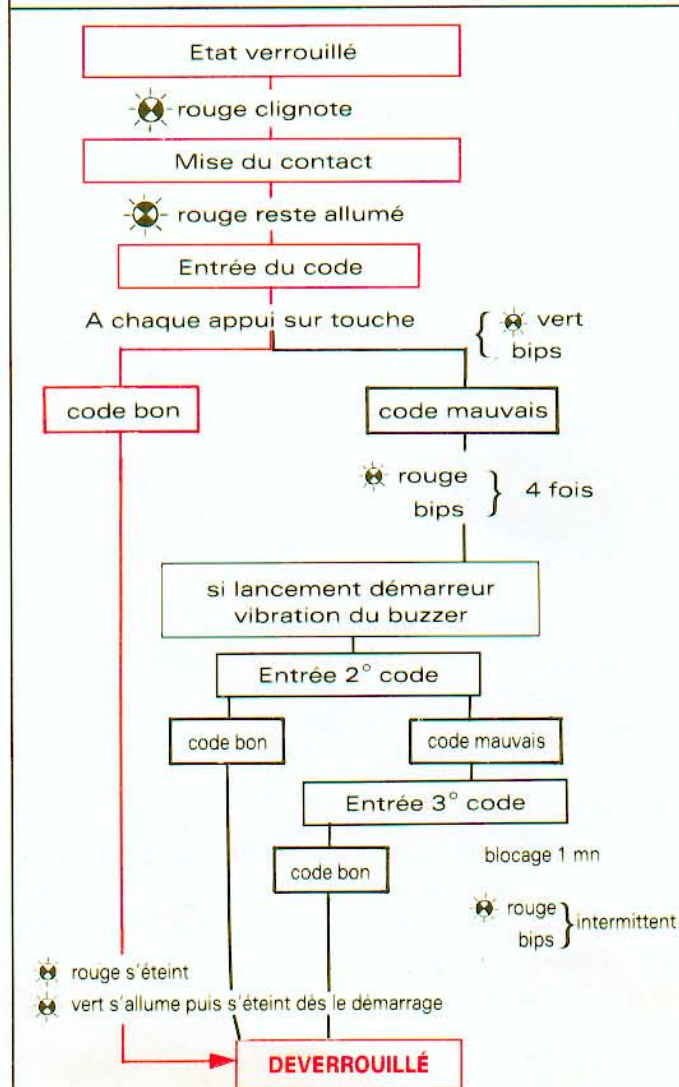 Etat verrouillé
rouge clignote
Mise du contact
rouge reste allumé
Entrée du code
A chaque appui sur touche
vert
bips
code bon
code mauvais
rouge
bips
4 fois
si lancement démarreur
vibration du buzzer
Entrée 2° code
code bon
code mauvais
Entrée 3° code
code bon
blocage 1 mn
rouge
bips
intermittent
rouge s'éteint
vert s'allume puis s'éteint dès le démarrage
DEVERROUILLÉ